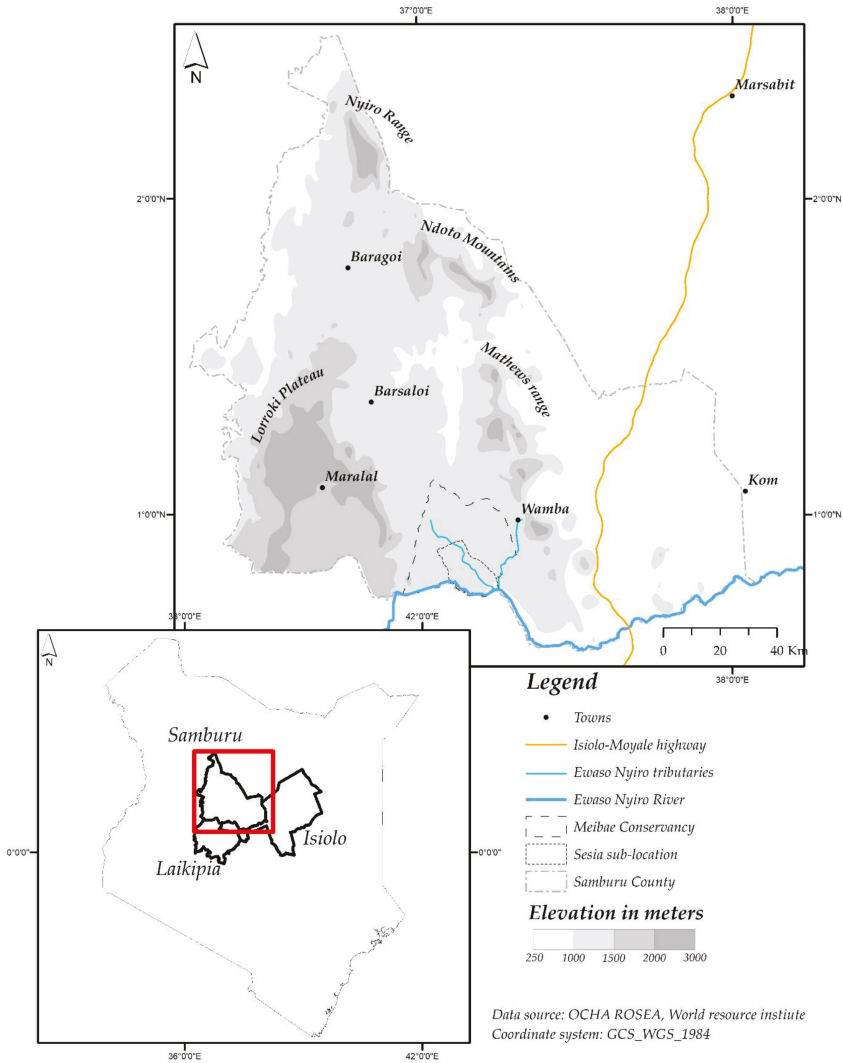 37°0'0"E
38°0'0"E
N
Marsabit
Nyiro Range
2°0'0"N
2°0'0"N
Ndoto Mountains
Baragoi
Mathews range
Lorroki Plateau
Barsaloi
Maralal
Kom
1°0'0"N
1°0'0"N
Wamba
42°0'0"E
0
20
40 Km
38°0'0"E
N
Samburu
Isiolo
Laikipia
0°0'0"
0°0'0"
36°0'0"E
42°0'0"E
Legend
Towns
Isiolo-Moyale highway
Ewaso Nyiro tributaries
Ewaso Nyiro River
Meibae Conservancy
Sesia sub-location
Samburu County
Elevation in meters
250
1000
1500
2000
3000
Data source: OCHA ROSEA, World resource instiute
Coordinate system: GCS_WGS_1984